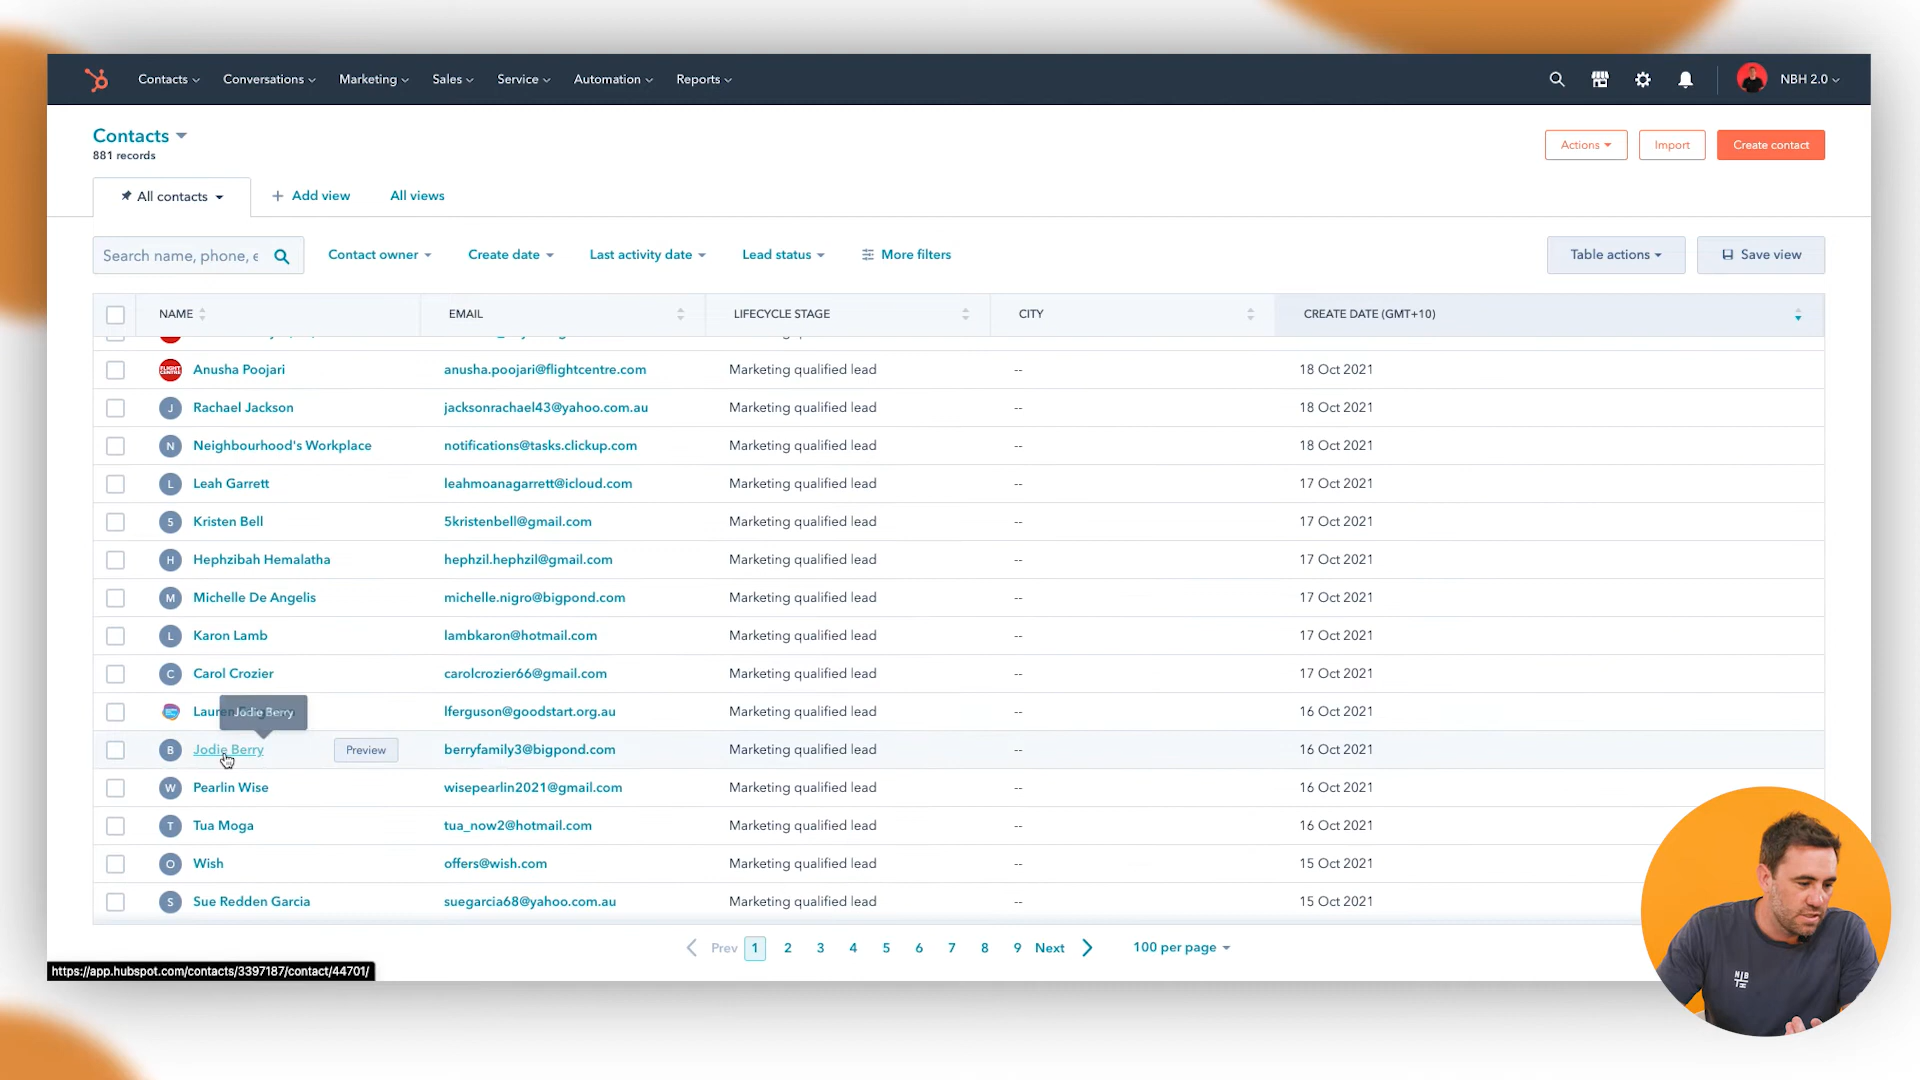 Contacts Conversations Marketing Sales Service Automation Reports NBH 2.0
Contacts
881 records
Actions Import Create contact
All contacts + Add view All views
Search name, phone, e Contact owner Create date Last activity date Lead status More filters Table actions Save view
NAME EMAIL LIFECYCLE STAGE CITY CREATE DATE (GMT+10)
FLIGHT CENTRE Anusha Poojari anusha.poojari@flightcentre.com Marketing qualified lead -- 18 Oct 2021
J Rachael Jackson jacksonrachael43@yahoo.com.au Marketing qualified lead -- 18 Oct 2021
N Neighbourhood's Workplace notifications@tasks.clickup.com Marketing qualified lead -- 18 Oct 2021
L Leah Garrett leahmoanagarrett@icloud.com Marketing qualified lead -- 17 Oct 2021
5 Kristen Bell 5kristenbell@gmail.com Marketing qualified lead -- 17 Oct 2021
H Hephzibah Hemalatha hephzil.hephzil@gmail.com Marketing qualified lead -- 17 Oct 2021
M Michelle De Angelis michelle.nigro@bigpond.com Marketing qualified lead -- 17 Oct 2021
L Karon Lamb lambkaron@hotmail.com Marketing qualified lead -- 17 Oct 2021
C Carol Crozier carolcrozier66@gmail.com Marketing qualified lead -- 17 Oct 2021
Jodie Berry
lferguson@goodstart.org.au Marketing qualified lead -- 16 Oct 2021
B Jodie Berry Preview berryfamily3@bigpond.com Marketing qualified lead -- 16 Oct 2021
W Pearlin Wise wisepearlin2021@gmail.com Marketing qualified lead -- 16 Oct 2021
T Tua Moga tua_now2@hotmail.com Marketing qualified lead -- 16 Oct 2021
O Wish offers@wish.com Marketing qualified lead -- 15 Oct 2021
S Sue Redden Garcia suegarcia68@yahoo.com.au Marketing qualified lead -- 15 Oct 2021
Prev 1 2 3 4 5 6 7 8 9 Next 100 per page
https://app.hubspot.com/contacts/3397187/contact/44701/